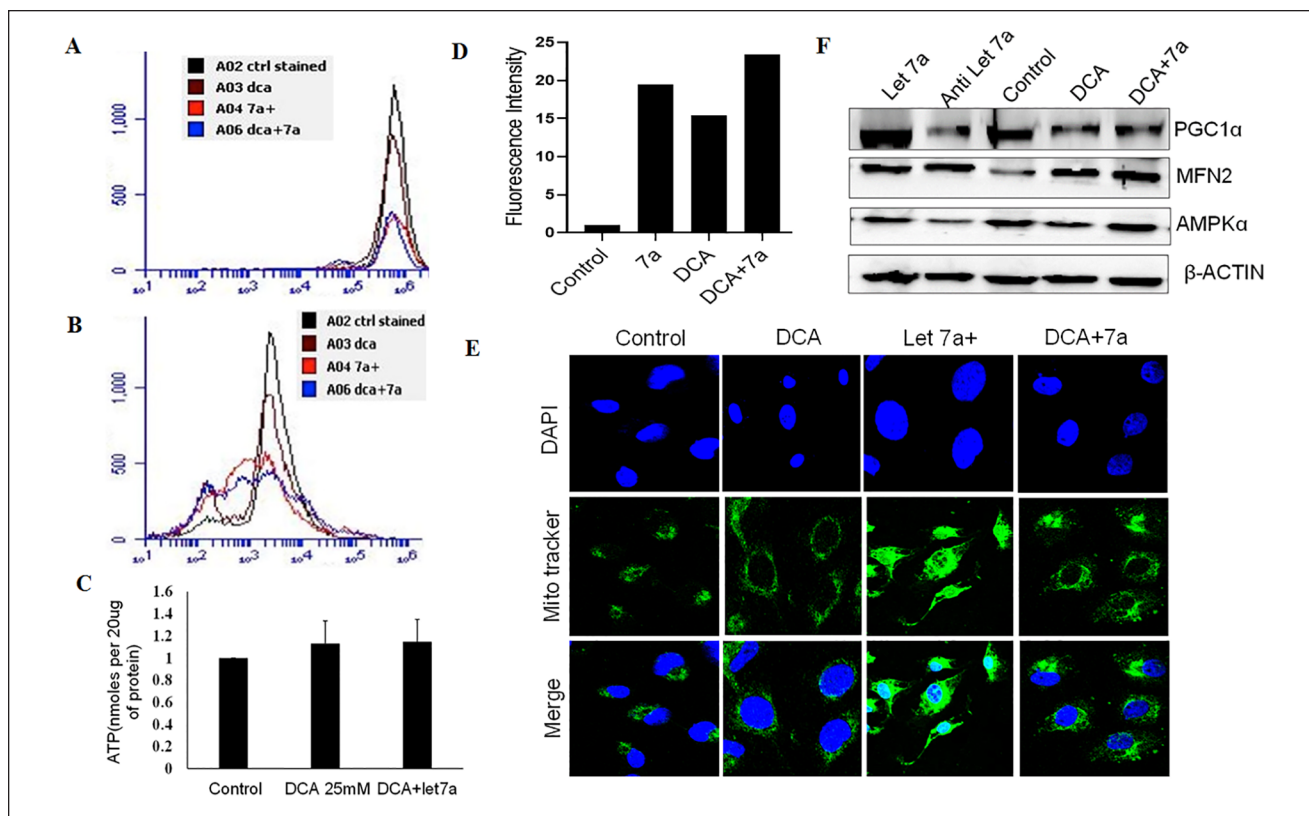 A
A02 ctrl stained
A03 dca
A04 7a+
A06 dca+7a
1,000
500
0
10¹ 10² 10³ 10⁴ 10⁵ 10⁶
B
A02 ctrl stained
A03 dca
A04 7a+
A06 dca+7a
1,000
500
0
10¹ 10² 10³ 10⁴ 10⁵ 10⁶
C
ATP(nmoles per 20ug
of protein)
1.6
1.4
1.2
1
0.8
0.6
0.4
0.2
0
Control DCA 25mM DCA+let7a
D
Fluorescence Intensity
25
20
15
10
5
0
Control 7a DCA DCA+7a
F
Let 7a Anti Let 7a Control DCA DCA+7a
PGC1α
MFN2
AMPKα
β-ACTIN
E
Control DCA Let 7a+ DCA+7a
DAPI
Mito tracker
Merge